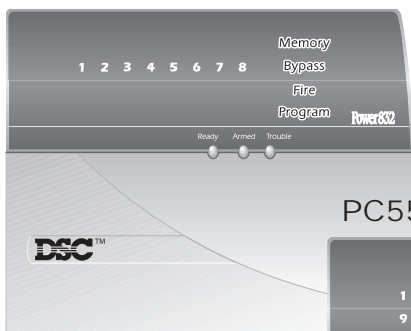 Memory
1 2 3 4 5 6 7 8 Bypass
Fire
Program Power832
Ready Armed Trouble
PC55
DSC™
1
9